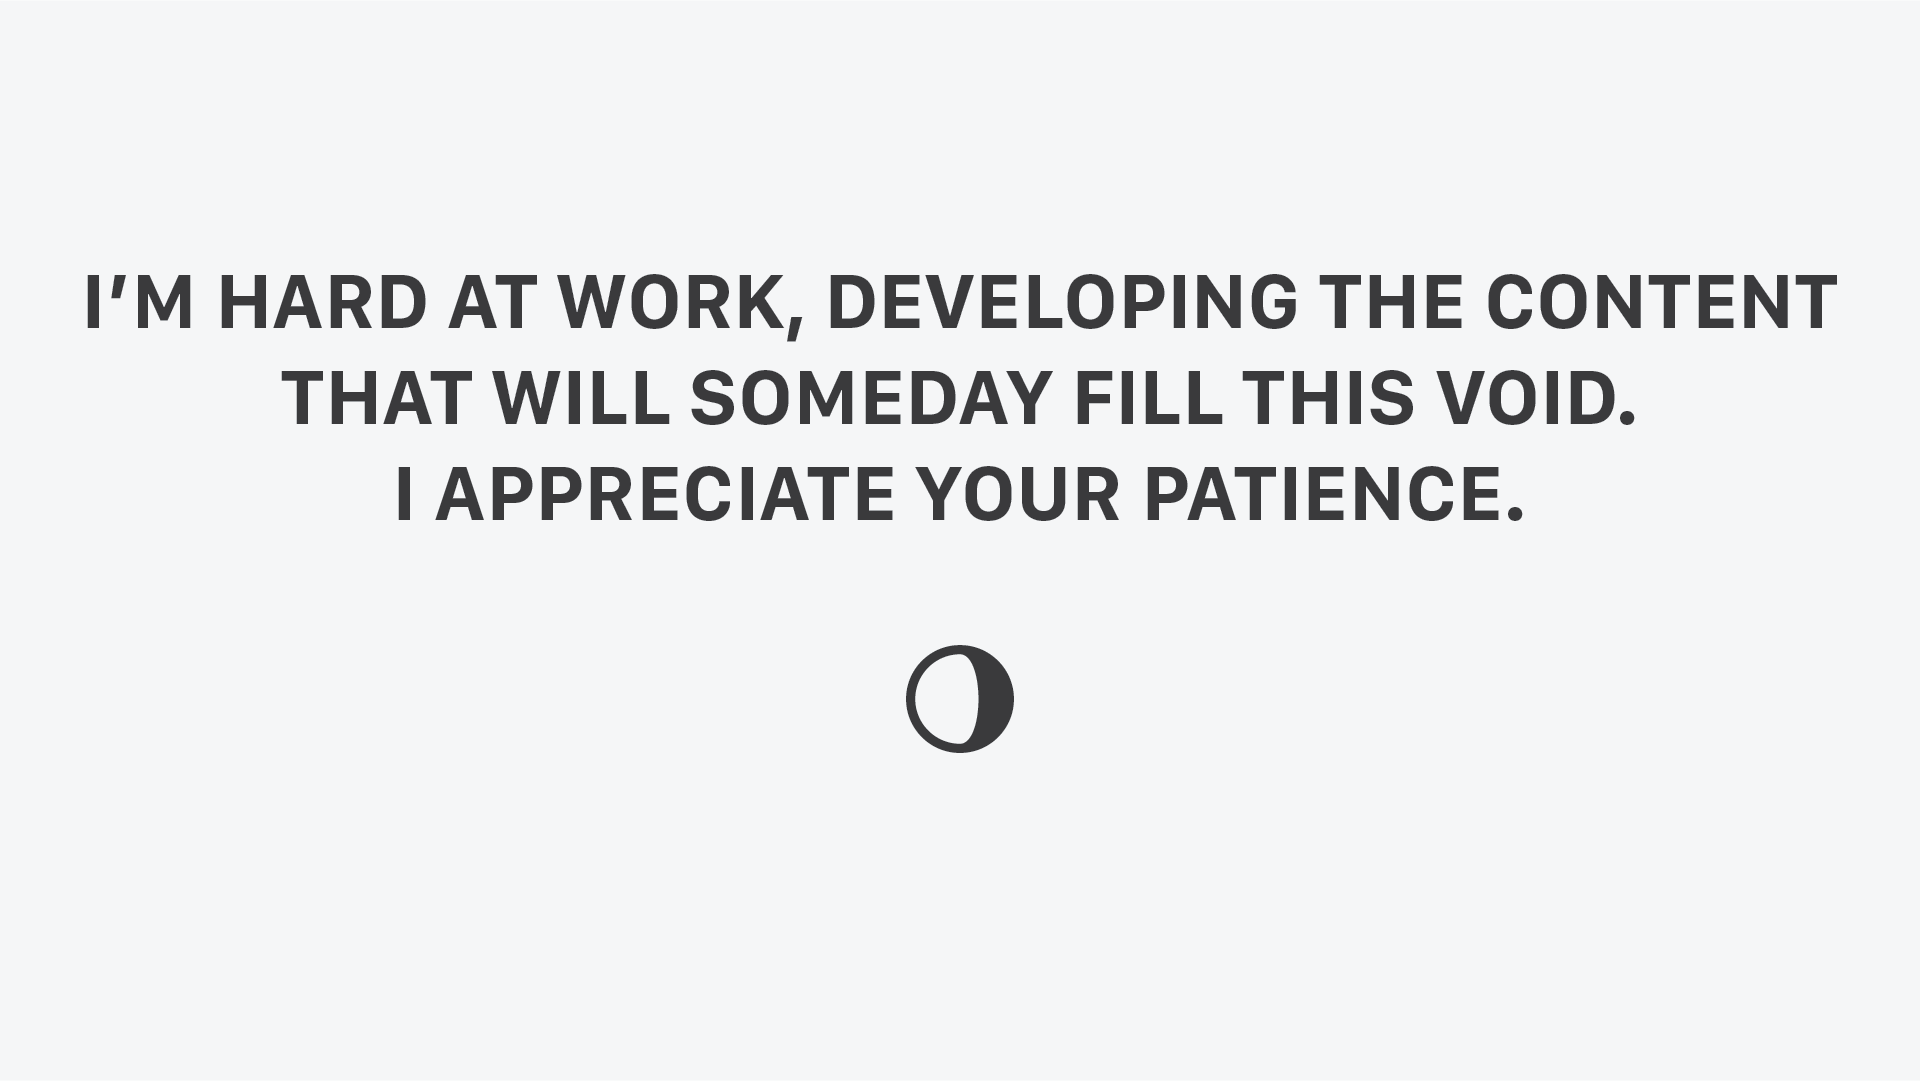 I’M HARD AT WORK, DEVELOPING THE CONTENT
THAT WILL SOMEDAY FILL THIS VOID.
I APPRECIATE YOUR PATIENCE.